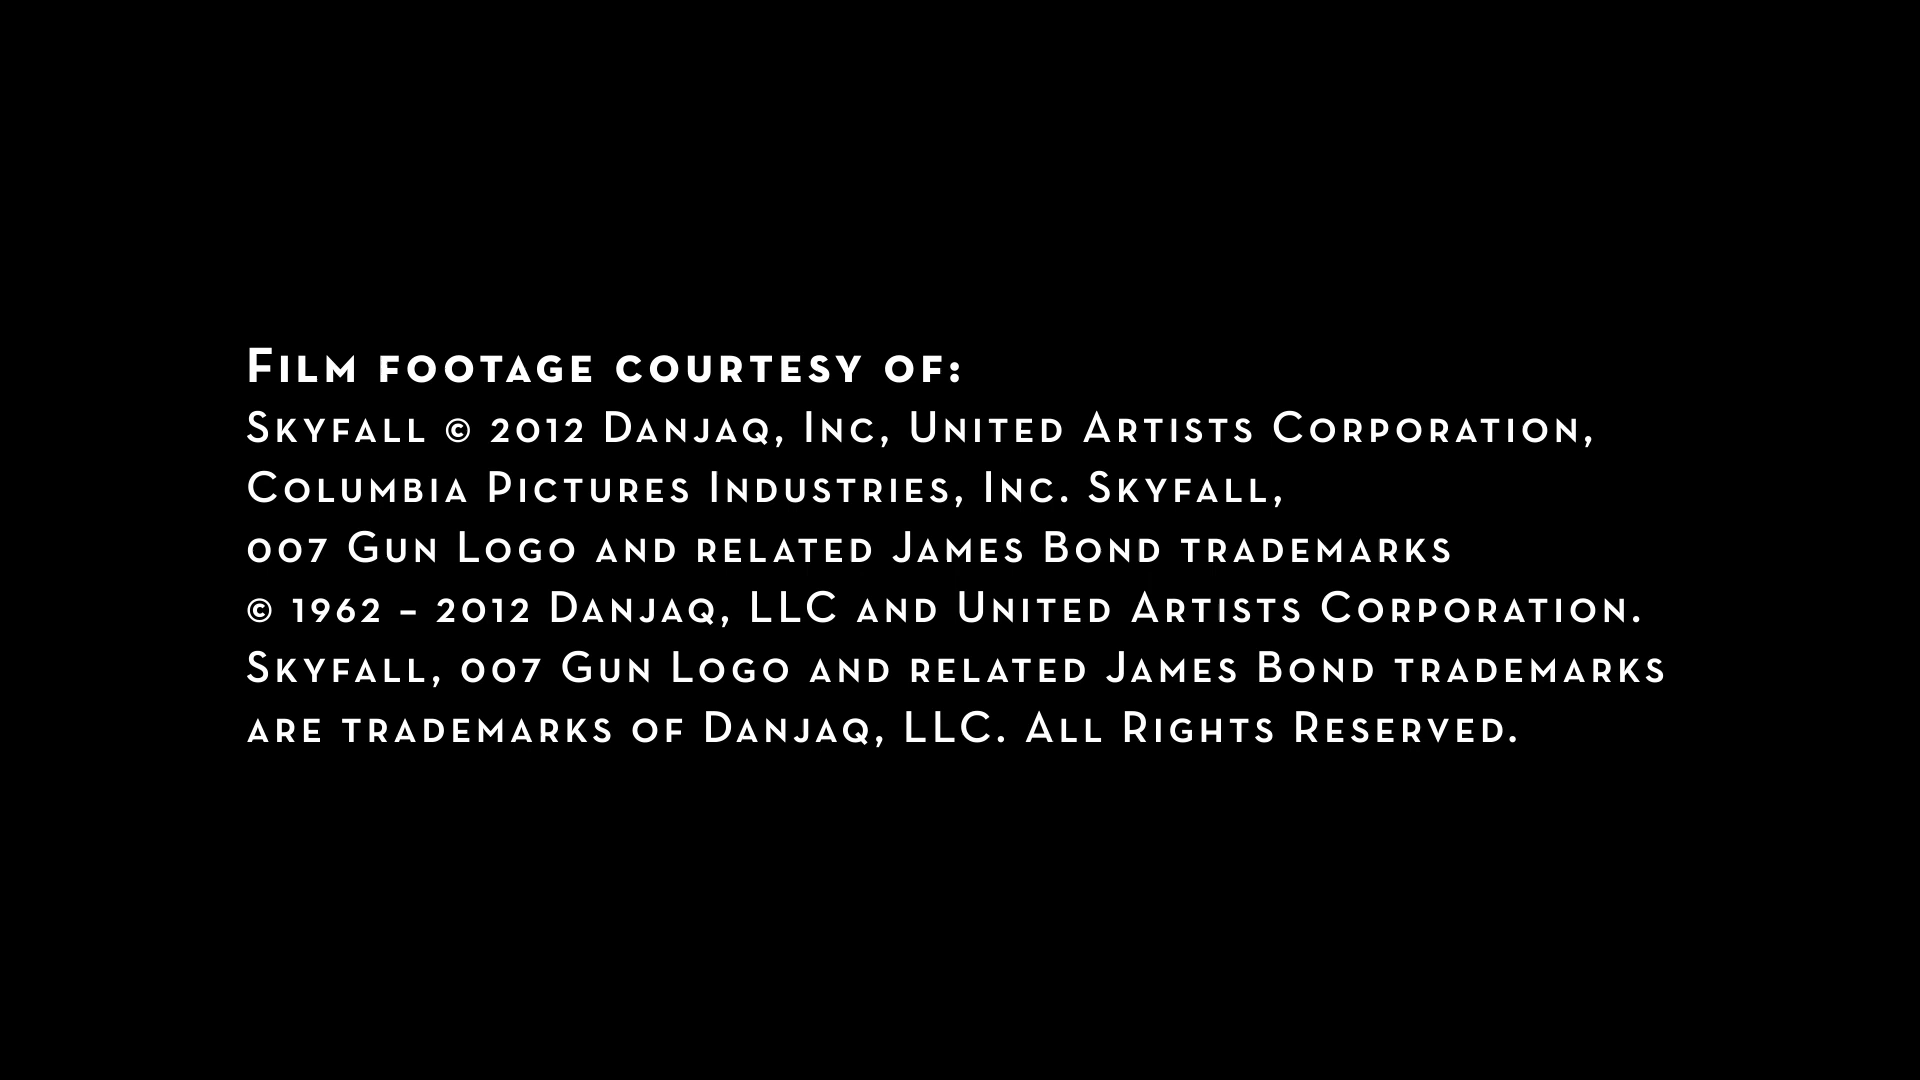 Film footage courtesy of:
Skyfall © 2012 Danjaq, Inc, United Artists Corporation,
Columbia Pictures Industries, Inc. Skyfall,
007 Gun Logo and related James Bond trademarks
© 1962 – 2012 Danjaq, LLC and United Artists Corporation.
Skyfall, 007 Gun Logo and related James Bond trademarks
are trademarks of Danjaq, LLC. All Rights Reserved.